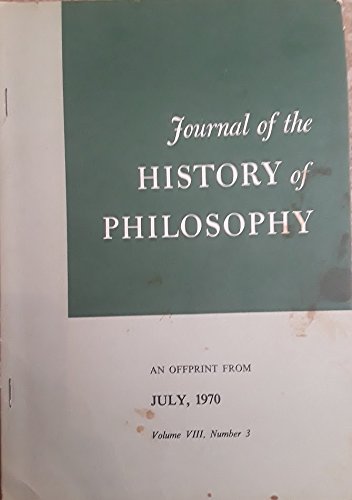 Journal of the
HISTORY of
PHILOSOPHY
AN OFFPRINT FROM
JULY, 1970
Volume VIII, Number 3